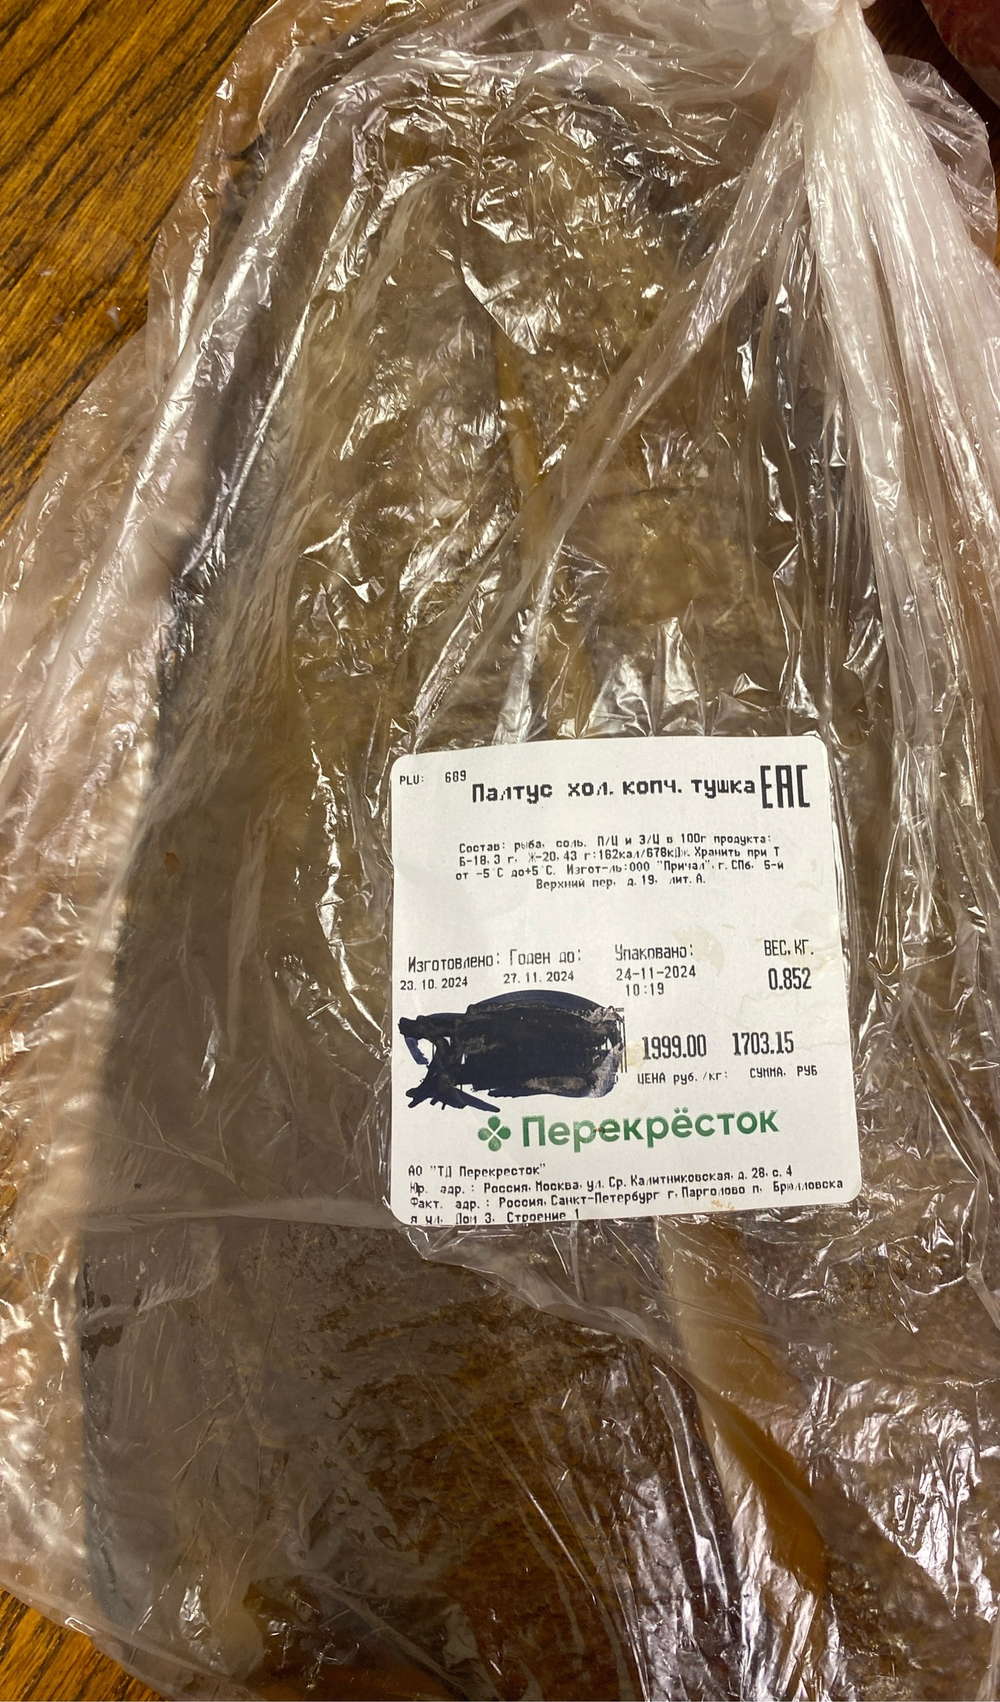 PLU: 689
Палтус хол. копч. тушка EAC
Состав: рыба, соль. П/Ц и Э/Ц в 100г продукта:
Б-18,3 г, Ж-20,43 г:162кал/678кДж. Хранить при Т
от -5°С до+5°С. Изгот-ль:ООО "Причал", г.СПб, 5-й
Верхний пер, д.19, лит.А.
Изготовлено: Годен до: Упаковано: ВЕС,КГ.
23.10.2024 27.11.2024 24-11-2024 0.852
10:19
1999.00 1703.15
ЦЕНА руб./кг: СУММА, РУБ
Перекрёсток
АО "ТД Перекресток"
Юр. адр.: Россия, Москва, ул. Ср. Калитниковская, д. 28, с. 4
Факт. адр.: Россия, Санкт-Петербург г, Парголово п, Брюлловска
я ул, Дом 3, Строение 1